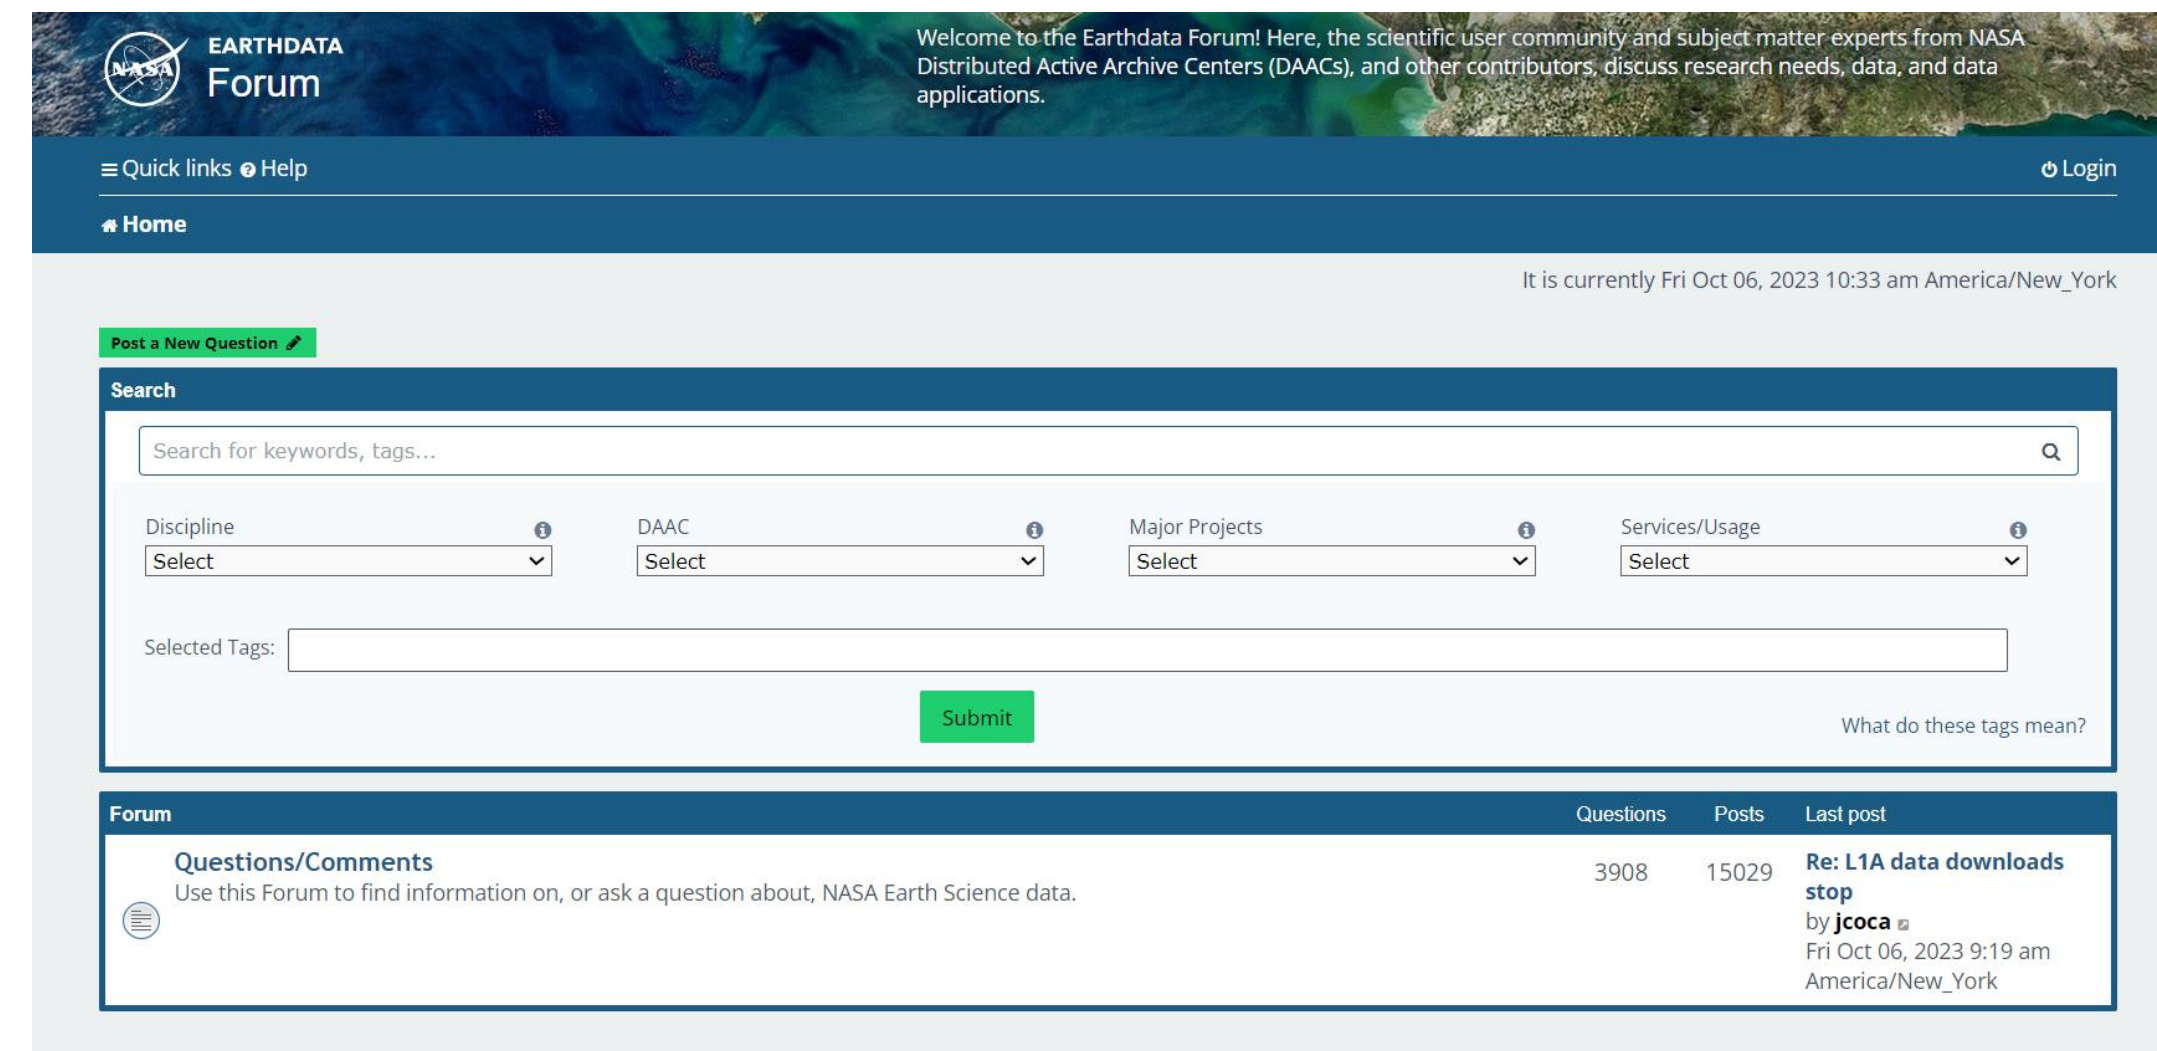 NASA
EARTHDATA
Forum
Welcome to the Earthdata Forum! Here, the scientific user community and subject matter experts from NASA
Distributed Active Archive Centers (DAACs), and other contributors, discuss research needs, data, and data
applications.
Quick links Help
Login
Home
It is currently Fri Oct 06, 2023 10:33 am America/New_York
Post a New Question
Search
Search for keywords, tags...
Discipline DAAC Major Projects Services/Usage
Select Select Select Select
Selected Tags:
Submit
What do these tags mean?
Forum Questions Posts Last post
Questions/Comments
Use this Forum to find information on, or ask a question about, NASA Earth Science data.
3908 15029
Re: L1A data downloads
stop
by jcoca
Fri Oct 06, 2023 9:19 am
America/New_York